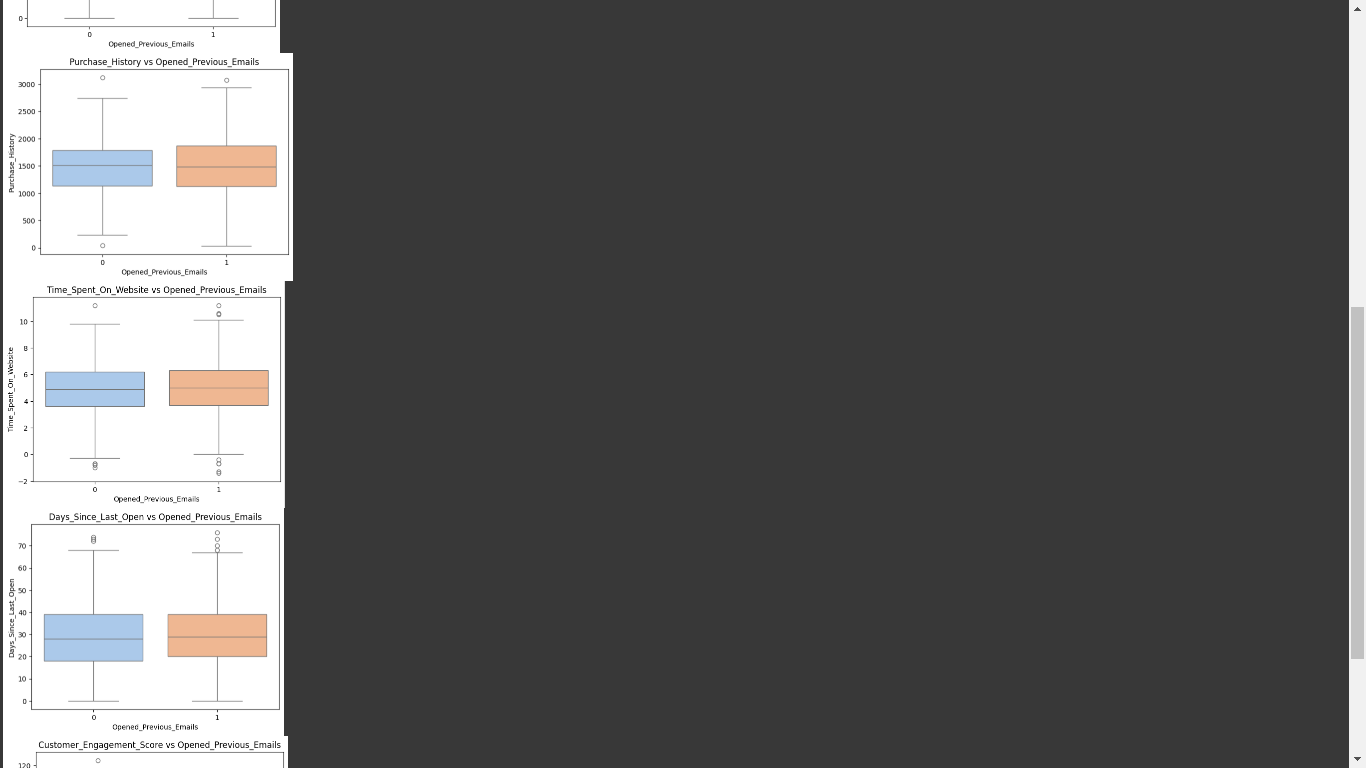 0
0 1
Opened_Previous_Emails
Purchase_History vs Opened_Previous_Emails
3000
2500
2000
1500
1000
500
0
Purchase_History
0 1
Opened_Previous_Emails
Time_Spent_On_Website vs Opened_Previous_Emails
10
8
6
4
2
0
−2
Time_Spent_On_Website
0 1
Opened_Previous_Emails
Days_Since_Last_Open vs Opened_Previous_Emails
70
60
50
40
30
20
10
0
Days_Since_Last_Open
0 1
Opened_Previous_Emails
Customer_Engagement_Score vs Opened_Previous_Emails
120